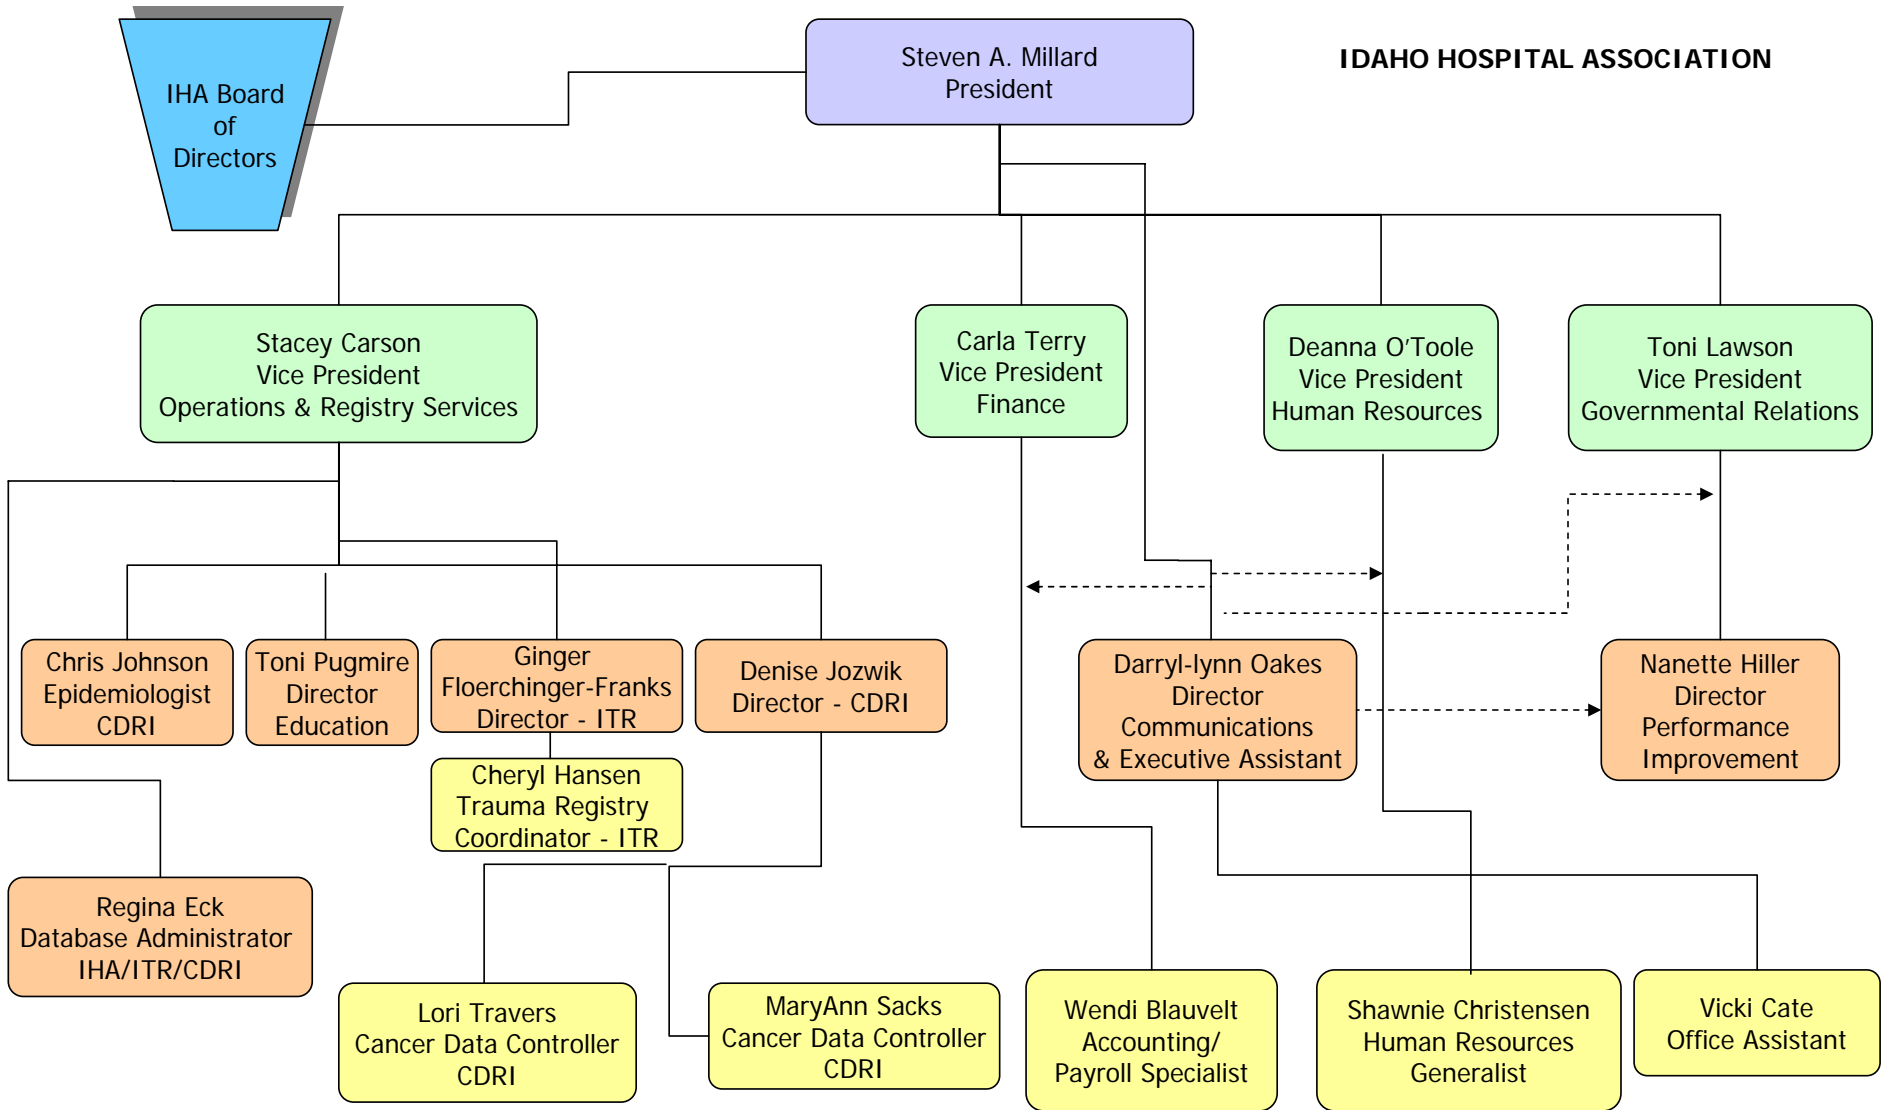 IHA Board
of
Directors
Steven A. Millard
President
IDAHO HOSPITAL ASSOCIATION
Stacey Carson
Vice President
Operations & Registry Services
Carla Terry
Vice President
Finance
Deanna O'Toole
Vice President
Human Resources
Toni Lawson
Vice President
Governmental Relations
Chris Johnson
Epidemiologist
CDRI
Toni Pugmire
Director
Education
Ginger
Floerchinger-Franks
Director - ITR
Denise Jozwik
Director - CDRI
Darryl-lynn Oakes
Director
Communications
& Executive Assistant
Nanette Hiller
Director
Performance
Improvement
Cheryl Hansen
Trauma Registry
Coordinator - ITR
Regina Eck
Database Administrator
IHA/ITR/CDRI
Lori Travers
Cancer Data Controller
CDRI
MaryAnn Sacks
Cancer Data Controller
CDRI
Wendi Blauvelt
Accounting/
Payroll Specialist
Shawnie Christensen
Human Resources
Generalist
Vicki Cate
Office Assistant